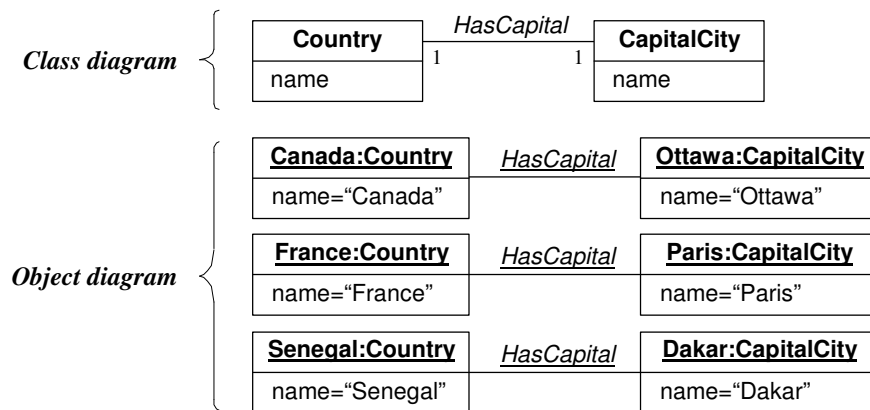 Class diagram
Country HasCapital CapitalCity
1 1
name name
Object diagram
Canada:Country HasCapital Ottawa:CapitalCity
name=“Canada” name=“Ottawa”
France:Country HasCapital Paris:CapitalCity
name=“France” name=“Paris”
Senegal:Country HasCapital Dakar:CapitalCity
name=“Senegal” name=“Dakar”